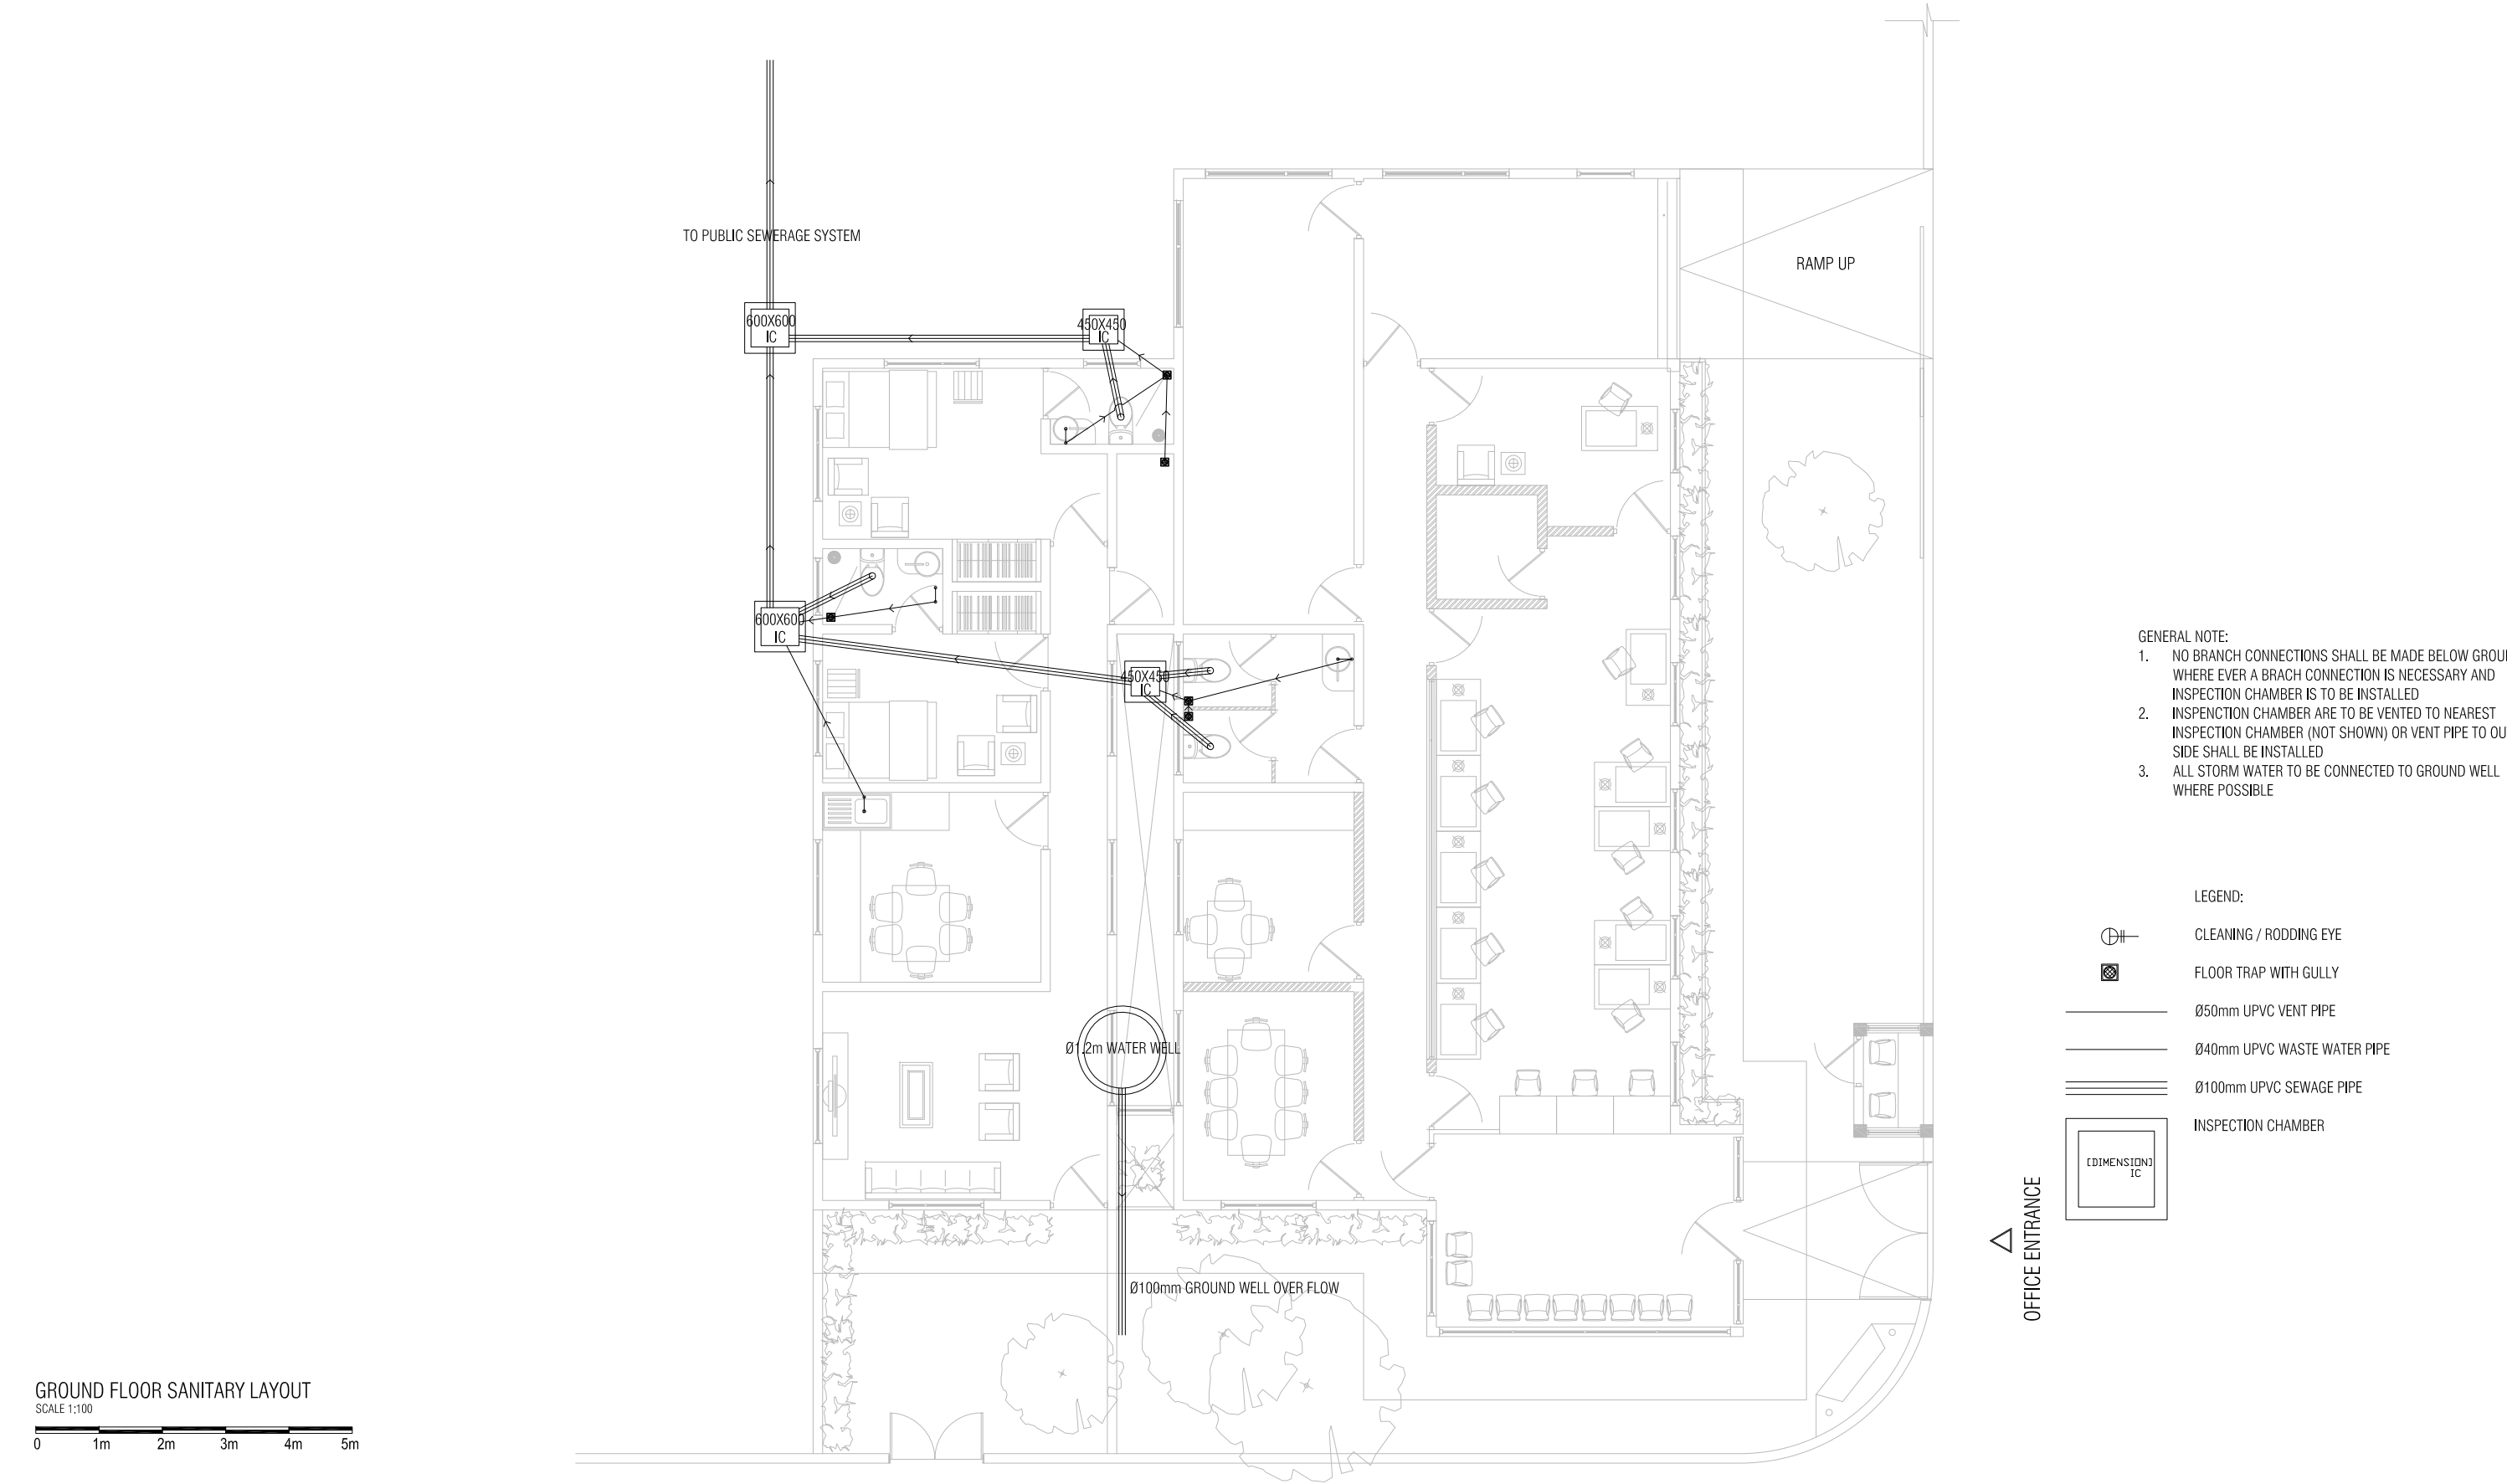 TO PUBLIC SEWERAGE SYSTEM
RAMP UP
600X600
IC
450X450
IC
600X600
IC
450X450
IC
Ø1.2m WATER WELL
Ø100mm GROUND WELL OVER FLOW
GENERAL NOTE:
1. NO BRANCH CONNECTIONS SHALL BE MADE BELOW GROU
WHERE EVER A BRACH CONNECTION IS NECESSARY AND
INSPECTION CHAMBER IS TO BE INSTALLED
2. INSPENCTION CHAMBER ARE TO BE VENTED TO NEAREST
INSPECTION CHAMBER (NOT SHOWN) OR VENT PIPE TO OU
SIDE SHALL BE INSTALLED
3. ALL STORM WATER TO BE CONNECTED TO GROUND WELL
WHERE POSSIBLE
LEGEND:
CLEANING / RODDING EYE
FLOOR TRAP WITH GULLY
Ø50mm UPVC VENT PIPE
Ø40mm UPVC WASTE WATER PIPE
Ø100mm UPVC SEWAGE PIPE
INSPECTION CHAMBER
[DIMENSION]
IC
OFFICE ENTRANCE
GROUND FLOOR SANITARY LAYOUT
SCALE 1:100
0 1m 2m 3m 4m 5m